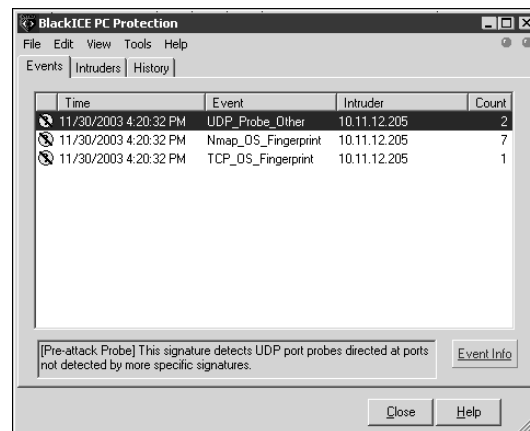 BlackICE PC Protection
File Edit View Tools Help
Events Intruders History
Time Event Intruder Count
11/30/2003 4:20:32 PM UDP_Probe_Other 10.11.12.205 2
11/30/2003 4:20:32 PM Nmap_OS_Fingerprint 10.11.12.205 7
11/30/2003 4:20:32 PM TCP_OS_Fingerprint 10.11.12.205 1
[Pre-attack Probe] This signature detects UDP port probes directed at ports
not detected by more specific signatures.
Event Info
Close Help